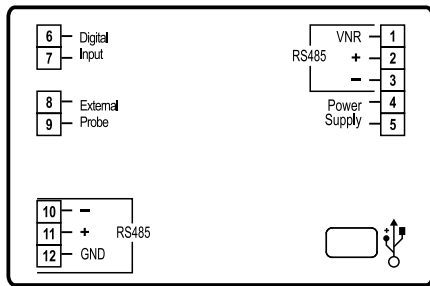 6 Digital
7 Input
8 External
9 Probe
10 −
11 + RS485
12 GND
VNR 1
RS485 + 2
− 3
Power 4
Supply 5